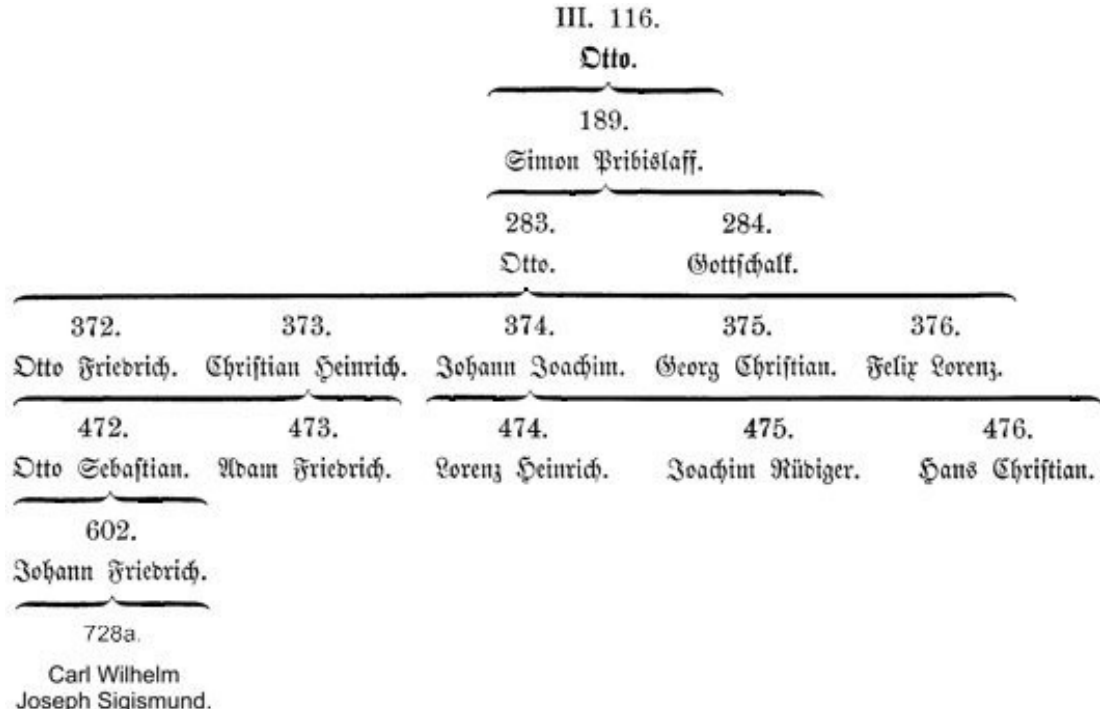 III. 116.
Otto.
189.
Simon Pribislaff.
283. 284.
Otto. Gottschalk.
372. 373. 374. 375. 376.
Otto Friedrich. Christian Heinrich. Johann Joachim. Georg Christian. Felix Lorenz.
472. 473. 474. 475. 476.
Otto Sebastian. Adam Friedrich. Lorenz Heinrich. Joachim Rüdiger. Hans Christian.
602.
Johann Friedrich.
728a.
Carl Wilhelm
Joseph Sigismund.